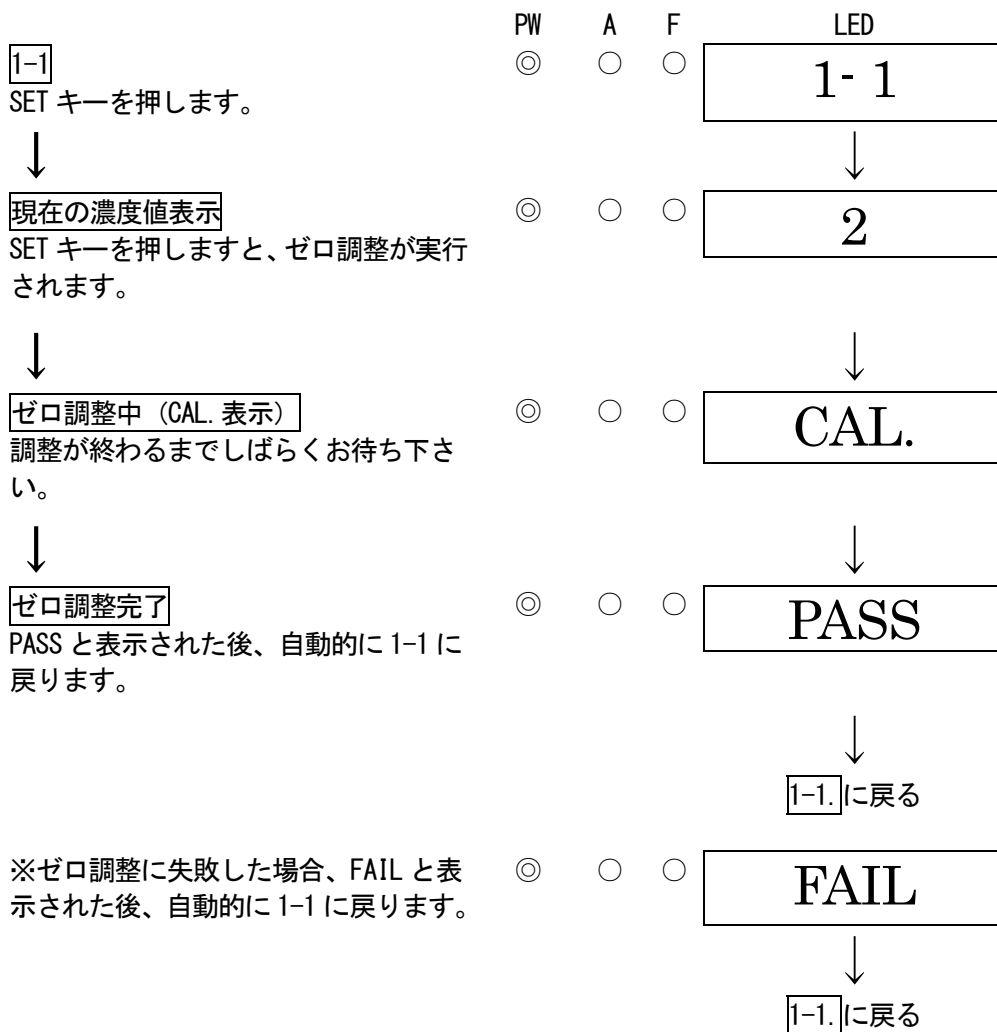 PW A F LED
1-1 ◎ ○ ○ 1- 1
SET キーを押します。
↓ ↓
現在の濃度値表示 ◎ ○ ○ 2
SET キーを押しますと、ゼロ調整が実行
されます。
↓ ↓
ゼロ調整中（CAL. 表示） ◎ ○ ○ CAL.
調整が終わるまでしばらくお待ち下さ
い。
↓ ↓
ゼロ調整完了 ◎ ○ ○ PASS
PASS と表示された後、自動的に 1-1 に
戻ります。
↓
1-1. に戻る
※ゼロ調整に失敗した場合、FAIL と表 ◎ ○ ○ FAIL
示された後、自動的に 1-1 に戻ります。
↓
1-1. に戻る